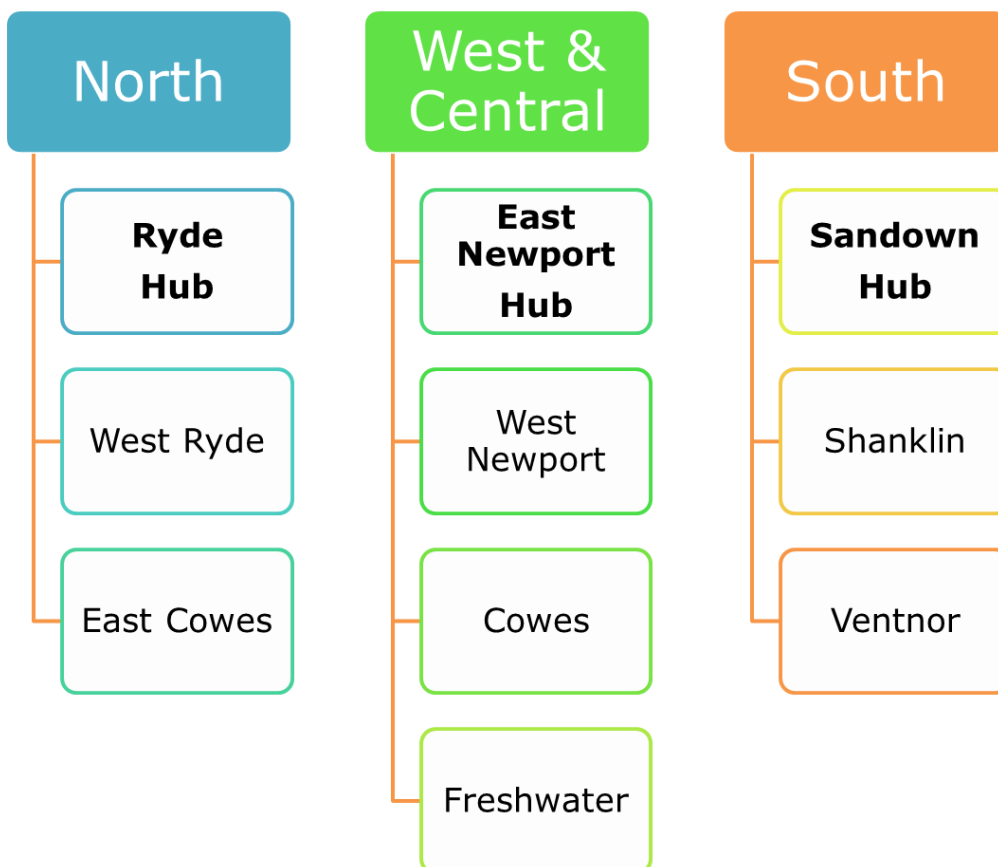 North
Ryde
Hub
West Ryde
East Cowes
West &
Central
East
Newport
Hub
West
Newport
Cowes
Freshwater
South
Sandown
Hub
Shanklin
Ventnor